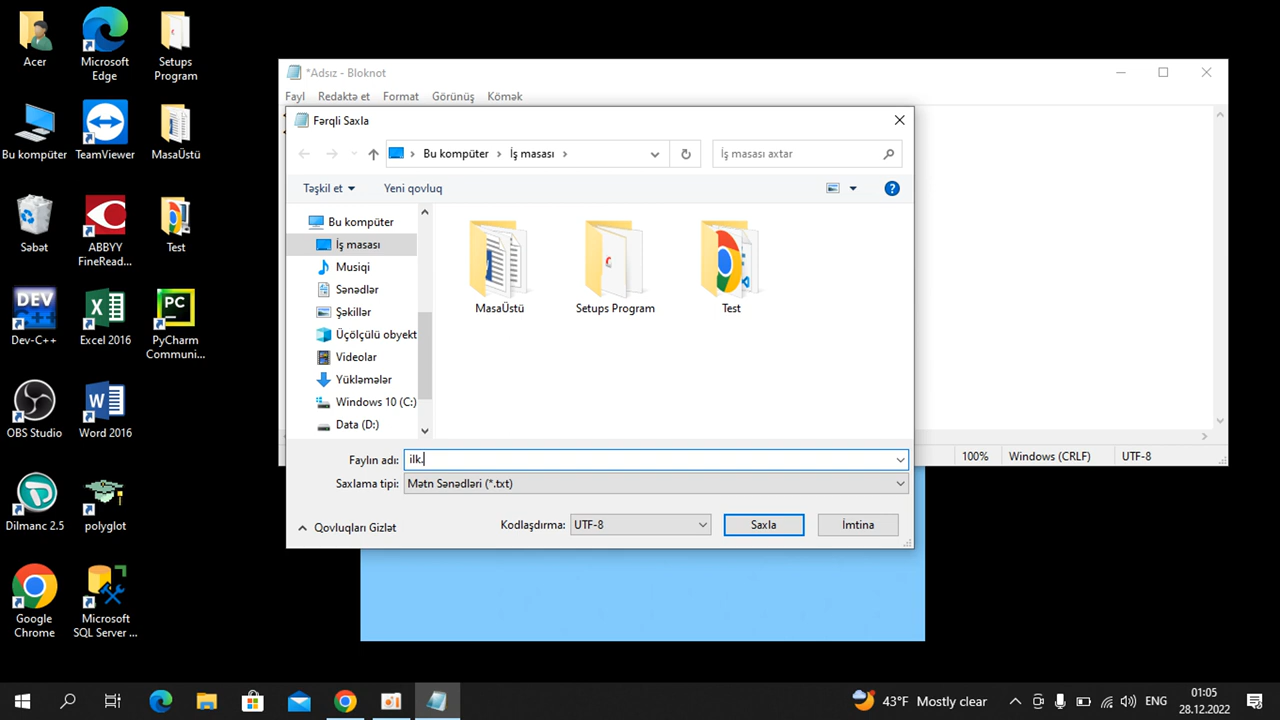 Acer
Microsoft
Edge
Setups
Program
Bu kompüter
TeamViewer
MasaÜstü
Səbət
ABBYY
FineRead...
Test
Dev-C++
Excel 2016
PyCharm
Communi...
OBS Studio
Word 2016
Dilmanc 2.5
polyglot
Google
Chrome
Microsoft
SQL Server ...
DEV
PC
*Adsız - Bloknot
Fayl Redaktə et Format Görünüş Kömək
Fərqli Saxla
Bu kompüter İş masası
İş masası axtar
Təşkil et Yeni qovluq
Bu kompüter
İş masası
Musiqi
Sənədlər
Şəkillər
Üçölçülü obyekt
Videolar
Yükləmələr
Windows 10 (C:)
Data (D:)
MasaÜstü
Setups Program
Test
Faylın adı: ilk.
Saxlama tipi: Mətn Sənədləri (*.txt)
Qovluqları Gizlət
Kodlaşdırma: UTF-8
Saxla
İmtina
100% Windows (CRLF) UTF-8
43°F Mostly clear
ENG
01:05
28.12.2022